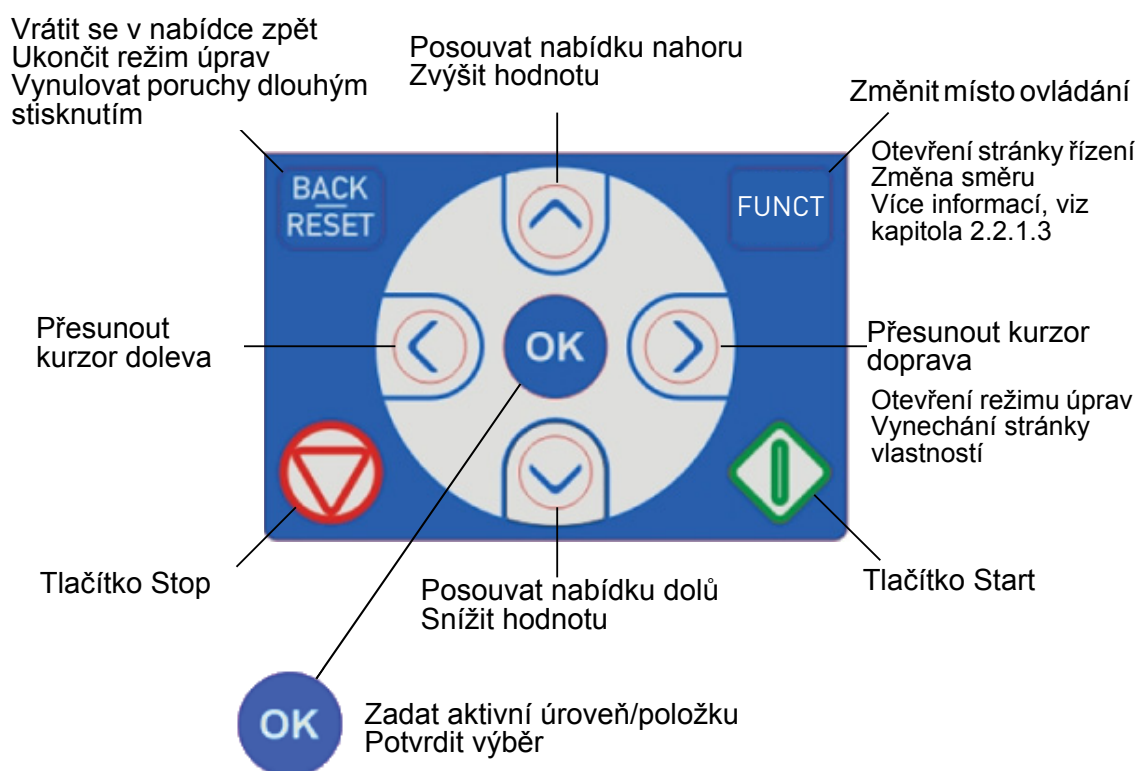 Vrátit se v nabídce zpět
Ukončit režim úprav
Vynulovat poruchy dlouhým
stisknutím
Posouvat nabídku nahoru
Zvýšit hodnotu
Změnit místo ovládání
Otevření stránky řízení
Změna směru
Více informací, viz
kapitola 2.2.1.3
BACK
RESET
FUNCT
Přesunout
kurzor doleva
OK
Přesunout kurzor
doprava
Otevření režimu úprav
Vynechání stránky
vlastností
Tlačítko Stop
Posouvat nabídku dolů
Snížit hodnotu
Tlačítko Start
OK
Zadat aktivní úroveň/položku
Potvrdit výběr